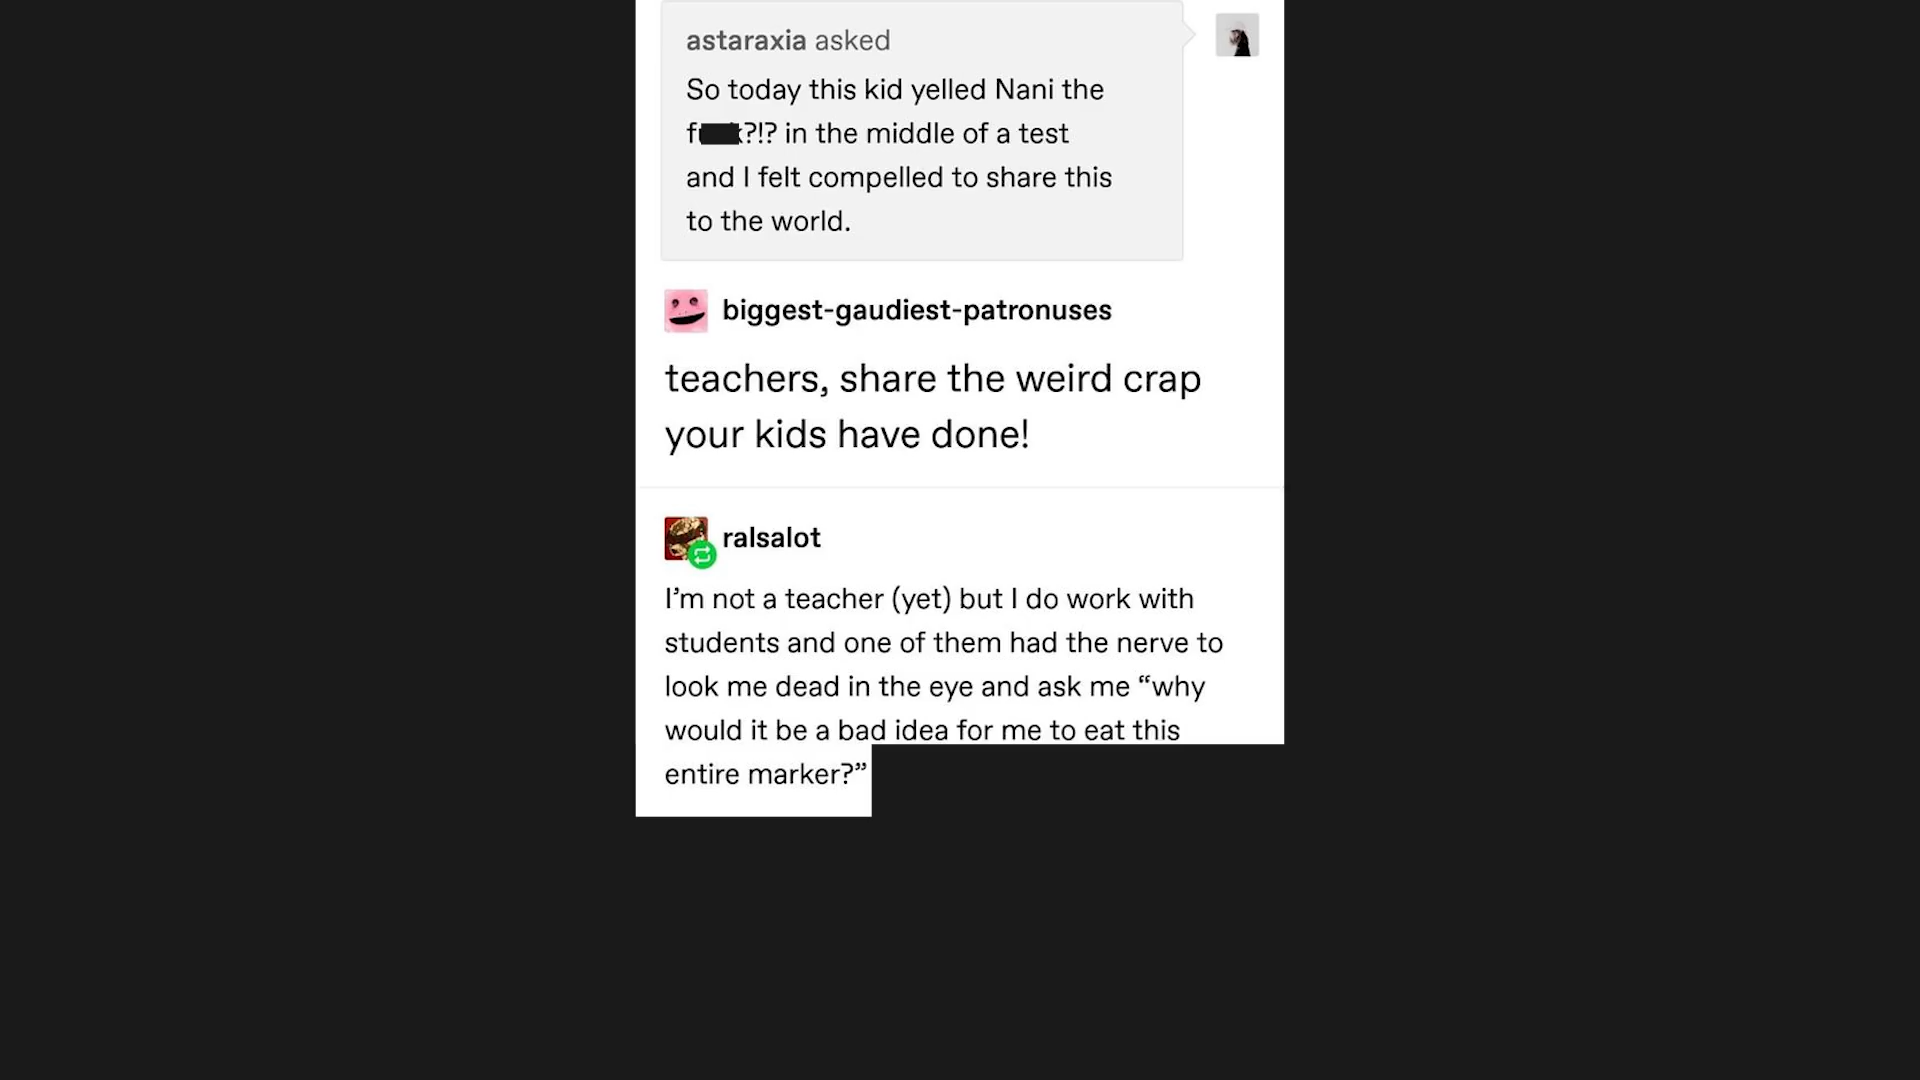 astaraxia asked
So today this kid yelled Nani the
f███k?!? in the middle of a test
and I felt compelled to share this
to the world.
biggest-gaudiest-patronuses
teachers, share the weird crap
your kids have done!
ralsalot
I’m not a teacher (yet) but I do work with
students and one of them had the nerve to
look me dead in the eye and ask me “why
would it be a bad idea for me to eat this
entire marker?”